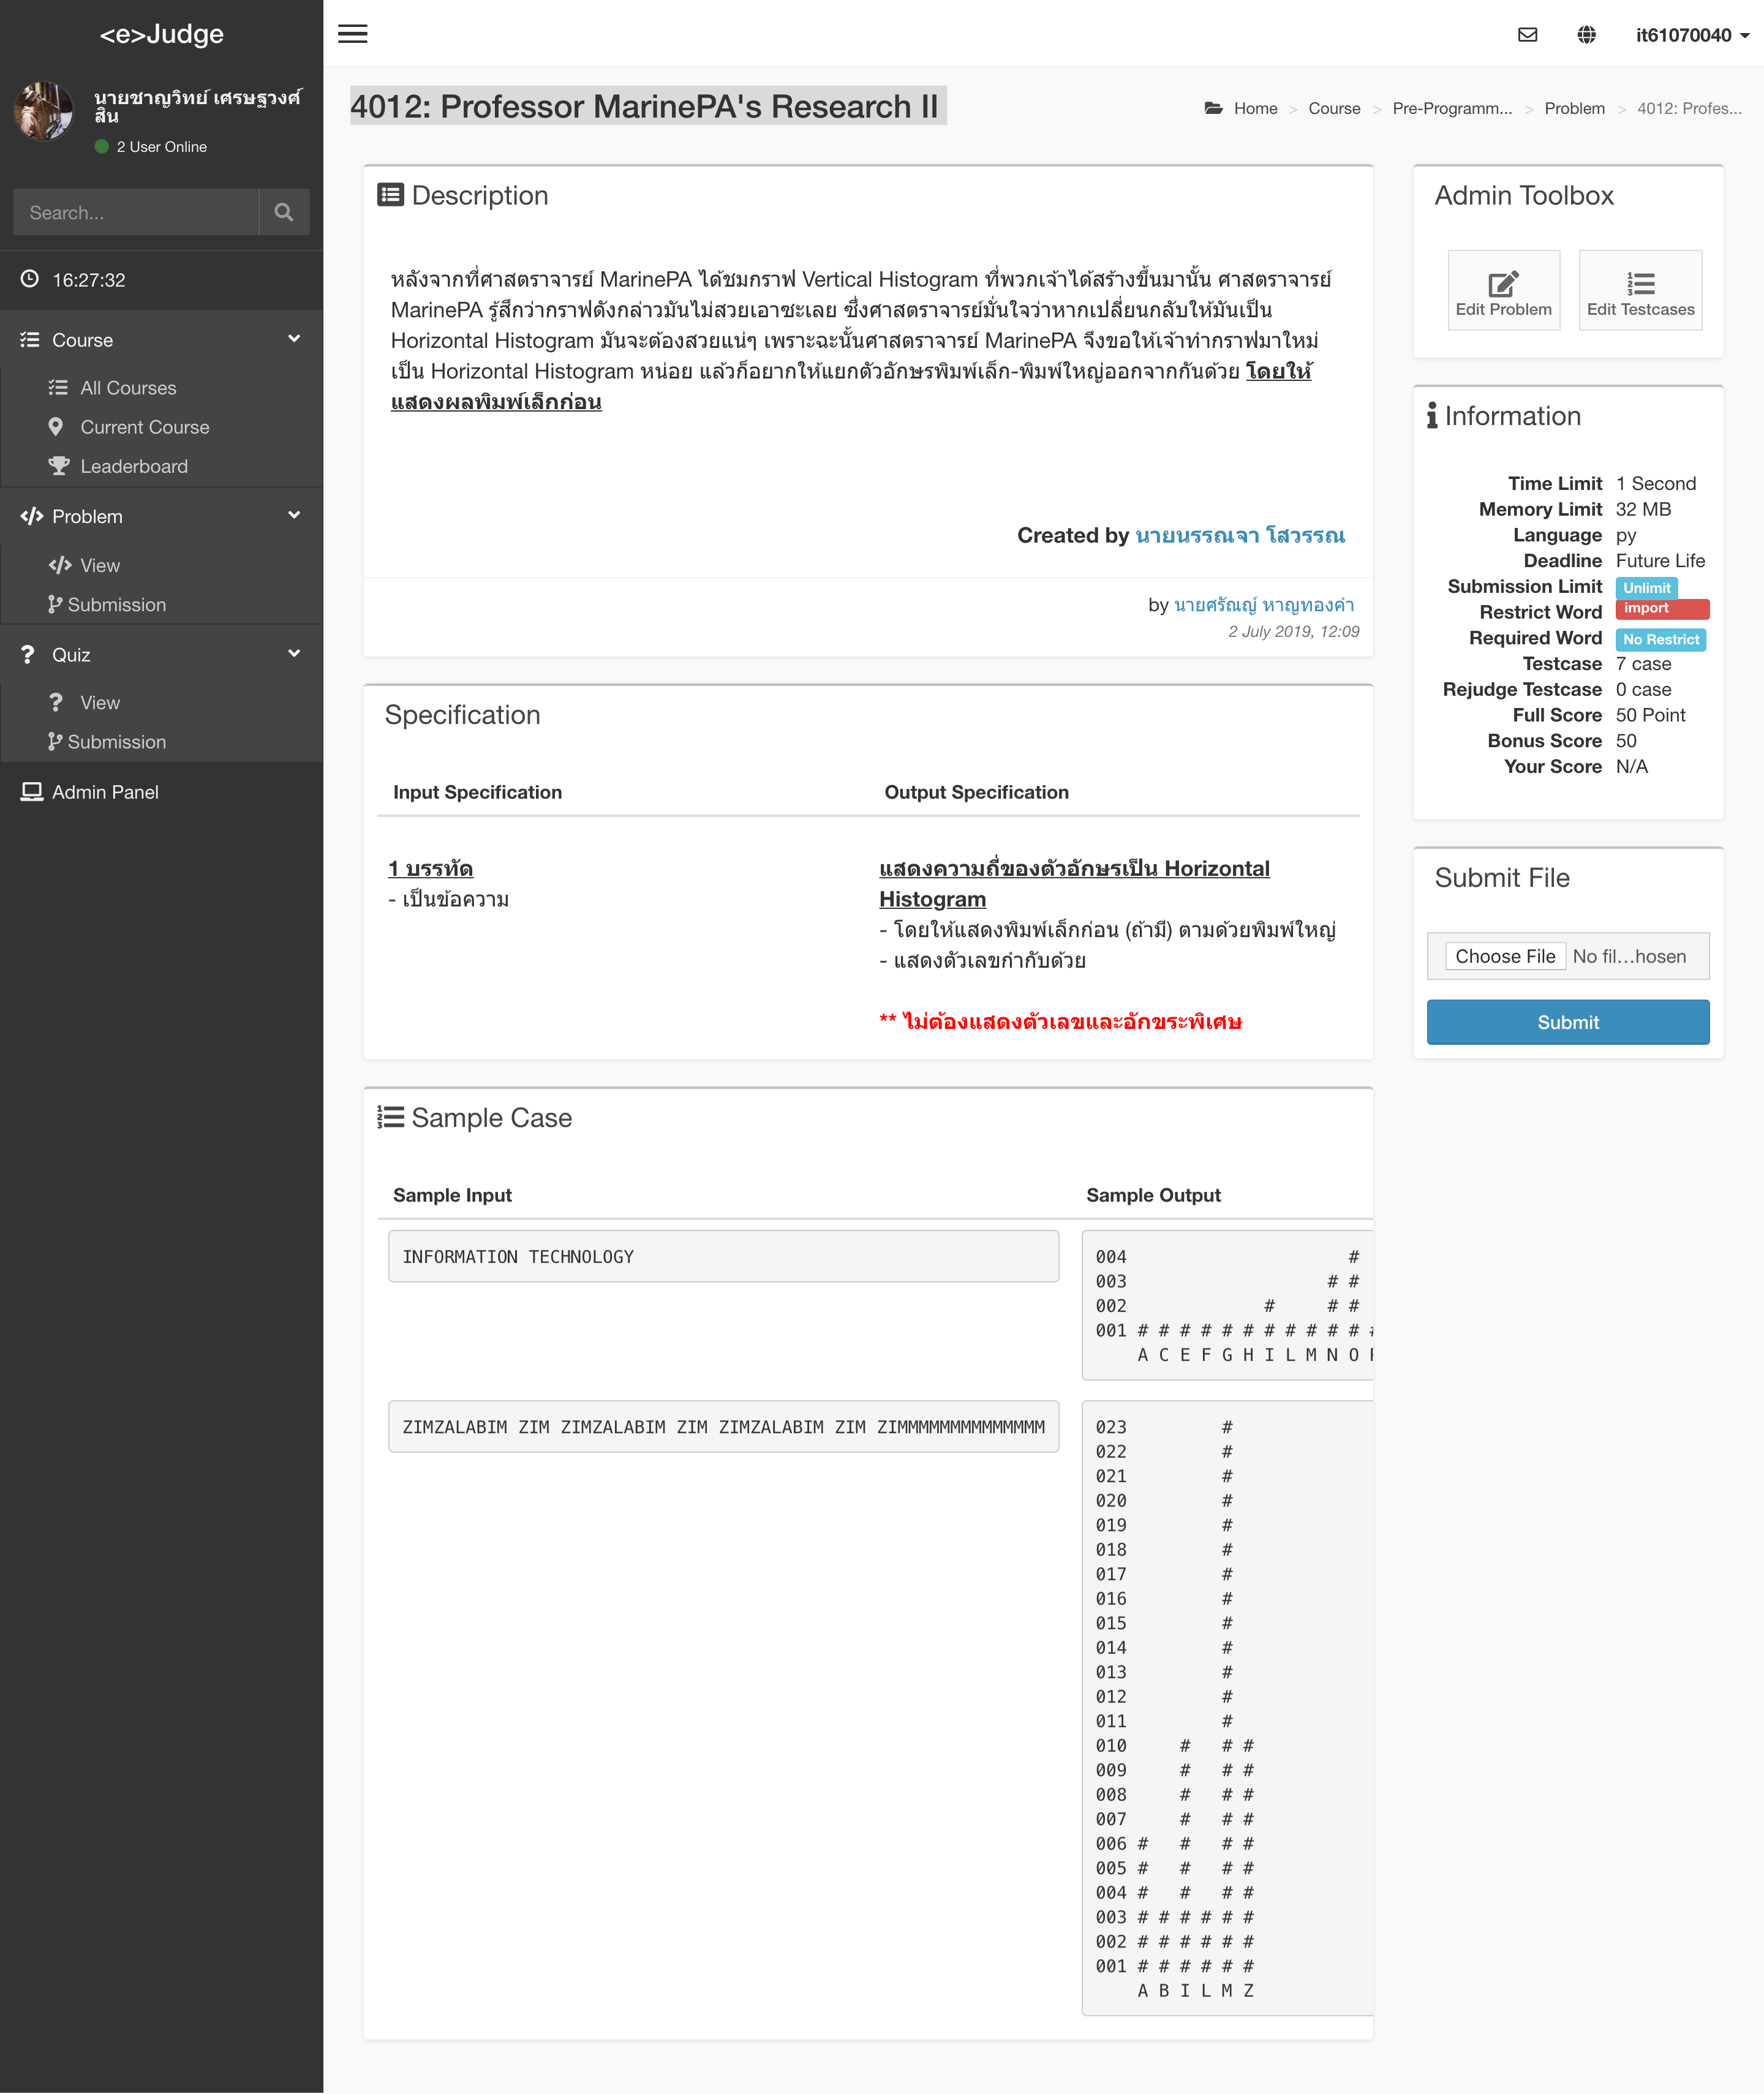 <e>Judge
it61070040
นายชาญวิทย์ เศรษฐวงศ์
สิน
2 User Online
Search...
16:27:32
Course
All Courses
Current Course
Leaderboard
Problem
View
Submission
Quiz
View
Submission
Admin Panel
4012: Professor MarinePA's Research II
Home > Course > Pre-Programm... > Problem > 4012: Profes...
Description
หลังจากที่ศาสตราจารย์ MarinePA ได้ชมกราฟ Vertical Histogram ที่พวกเจ้าได้สร้างขึ้นมานั้น ศาสตราจารย์
MarinePA รู้สึกว่ากราฟดังกล่าวมันไม่สวยเอาซะเลย ซึ่งศาสตราจารย์มั่นใจว่าหากเปลี่ยนกลับให้มันเป็น
Horizontal Histogram มันจะต้องสวยแน่ๆ เพราะฉะนั้นศาสตราจารย์ MarinePA จึงขอให้เจ้าทำกราฟมาใหม่
เป็น Horizontal Histogram หน่อย แล้วก็อยากให้แยกตัวอักษรพิมพ์เล็ก-พิมพ์ใหญ่ออกจากกันด้วย โดยให้
แสดงผลพิมพ์เล็กก่อน
Created by นายนรรณเจา โสวรรณ
by นายศรัณญ์ หาญทองคำ
2 July 2019, 12:09
Specification
Input Specification
Output Specification
1 บรรทัด
- เป็นข้อความ
แสดงความถี่ของตัวอักษรเป็น Horizontal
Histogram
- โดยให้แสดงพิมพ์เล็กก่อน (ถ้ามี) ตามด้วยพิมพ์ใหญ่
- แสดงตัวเลขกำกับด้วย
** ไม่ต้องแสดงตัวเลขและอักขระพิเศษ
Sample Case
Sample Input
Sample Output
INFORMATION TECHNOLOGY
004                     #
003                   # #
002             #     # #
001 # # # # # # # # # # #
    A C E F G H I L M N O
ZIMZALABIM ZIM ZIMZALABIM ZIM ZIMZALABIM ZIM ZIMMMMMMMMMMMMMM
023         #
022         #
021         #
020         #
019         #
018         #
017         #
016         #
015         #
014         #
013         #
012         #
011         #
010     #   # #
009     #   # #
008     #   # #
007     #   # #
006 #   #   # #
005 #   #   # #
004 #   #   # #
003 # # # # # #
002 # # # # # #
001 # # # # # #
    A B I L M Z
Admin Toolbox
Edit Problem
Edit Testcases
Information
Time Limit 1 Second
Memory Limit 32 MB
Language py
Deadline Future Life
Submission Limit Unlimit
Restrict Word import
Required Word No Restrict
Testcase 7 case
Rejudge Testcase 0 case
Full Score 50 Point
Bonus Score 50
Your Score N/A
Submit File
Choose File No fil...hosen
Submit